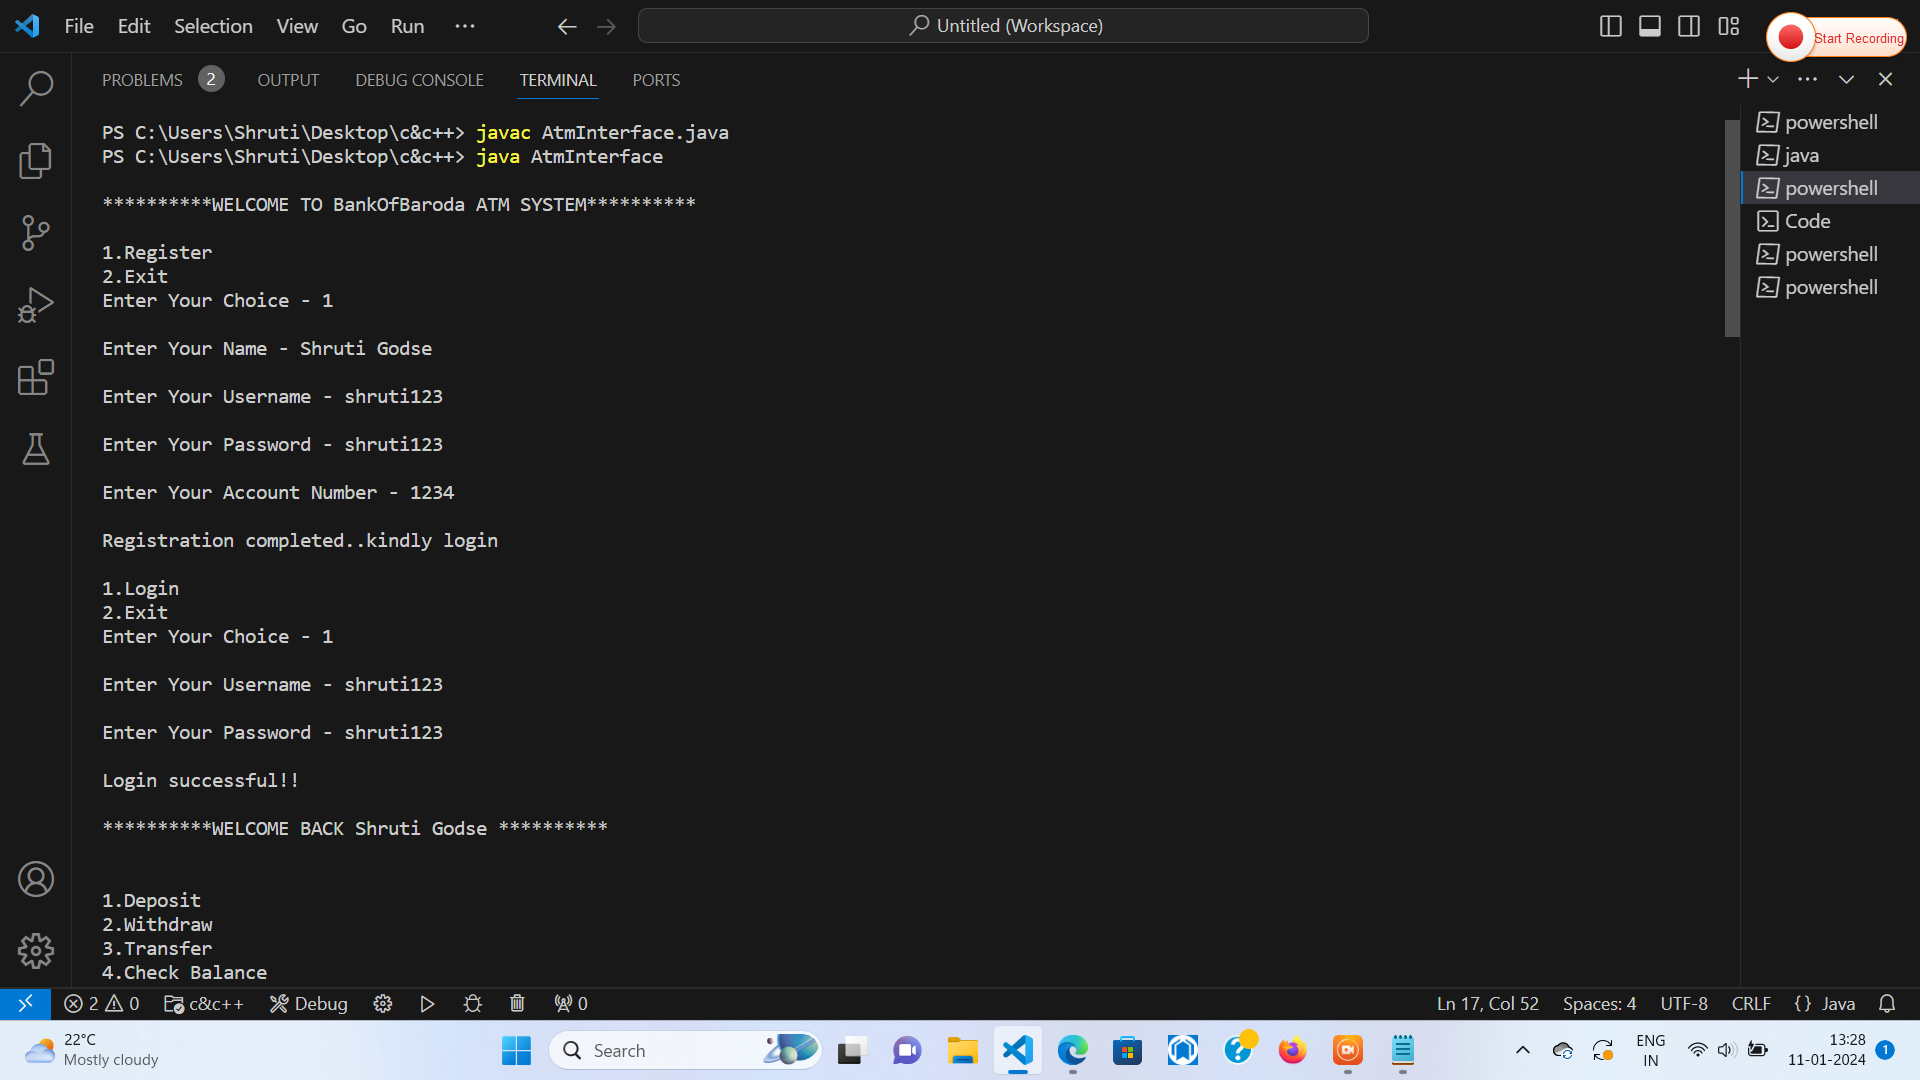 File Edit Selection View Go Run ···
Untitled (Workspace)
Start Recording
PROBLEMS 2 OUTPUT DEBUG CONSOLE TERMINAL PORTS
PS C:\Users\Shruti\Desktop\c&c++> javac AtmInterface.java
PS C:\Users\Shruti\Desktop\c&c++> java AtmInterface
**********WELCOME TO BankOfBaroda ATM SYSTEM**********
1.Register
2.Exit
Enter Your Choice - 1
Enter Your Name - Shruti Godse
Enter Your Username - shruti123
Enter Your Password - shruti123
Enter Your Account Number - 1234
Registration completed..kindly login
1.Login
2.Exit
Enter Your Choice - 1
Enter Your Username - shruti123
Enter Your Password - shruti123
Login successful!!
**********WELCOME BACK Shruti Godse **********
1.Deposit
2.Withdraw
3.Transfer
4.Check Balance
powershell
java
powershell
Code
powershell
powershell
2 0 c&c++ Debug 0
Ln 17, Col 52 Spaces: 4 UTF-8 CRLF {} Java
22°C
Mostly cloudy
Search
ENG
IN
13:28
11-01-2024
1